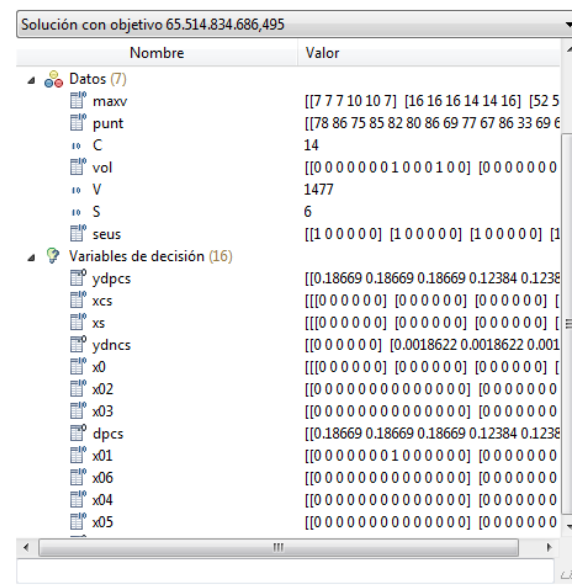 Solución con objetivo 65.514.834.686,495
Nombre Valor
Datos (7)
maxv [[7 7 7 10 10 7] [16 16 16 14 14 16] [52 5
punt [[78 86 75 85 82 80 86 69 77 67 86 33 69 6
C 14
vol [[0 0 0 0 0 0 0 1 0 0 0 1 0 0] [0 0 0 0 0 0 0
V 1477
S 6
seus [[1 0 0 0 0 0] [1 0 0 0 0 0] [1 0 0 0 0 0] [1
Variables de decisión (16)
ydpcs [[0.18669 0.18669 0.18669 0.12384 0.1238
xcs [[[0 0 0 0 0 0] [0 0 0 0 0 0] [0 0 0 0 0 0] [
xs [[[0 0 0 0 0 0] [0 0 0 0 0 0] [0 0 0 0 0 0] [
ydncs [[0 0 0 0 0 0] [0.0018622 0.0018622 0.001
x0 [[[0 0 0 0 0 0] [0 0 0 0 0 0] [0 0 0 0 0 0] [
x02 [[0 0 0 0 0 0 0 0 0 0 0 0 0 0] [0 0 0 0 0 0 0
x03 [[0 0 0 0 0 0 0 0 0 0 0 0 0 0] [0 0 0 0 0 0 0
dpcs [[0.18669 0.18669 0.18669 0.12384 0.1238
x01 [[0 0 0 0 0 0 0 1 0 0 0 0 0 0] [0 0 0 0 0 0 0
x06 [[0 0 0 0 0 0 0 0 0 0 0 0 0 0] [0 0 0 0 0 0 0
x04 [[0 0 0 0 0 0 0 0 0 0 0 0 0 0] [0 0 0 0 0 0 0
x05 [[0 0 0 0 0 0 0 0 0 0 0 0 0 0] [0 0 0 0 0 0 0